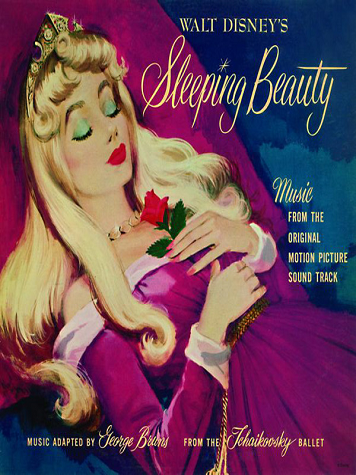 WALT DISNEY'S
Sleeping Beauty
Music
FROM THE
ORIGINAL
MOTION PICTURE
SOUND TRACK
MUSIC ADAPTED BY George Bruns FROM THE Tchaikovsky BALLET